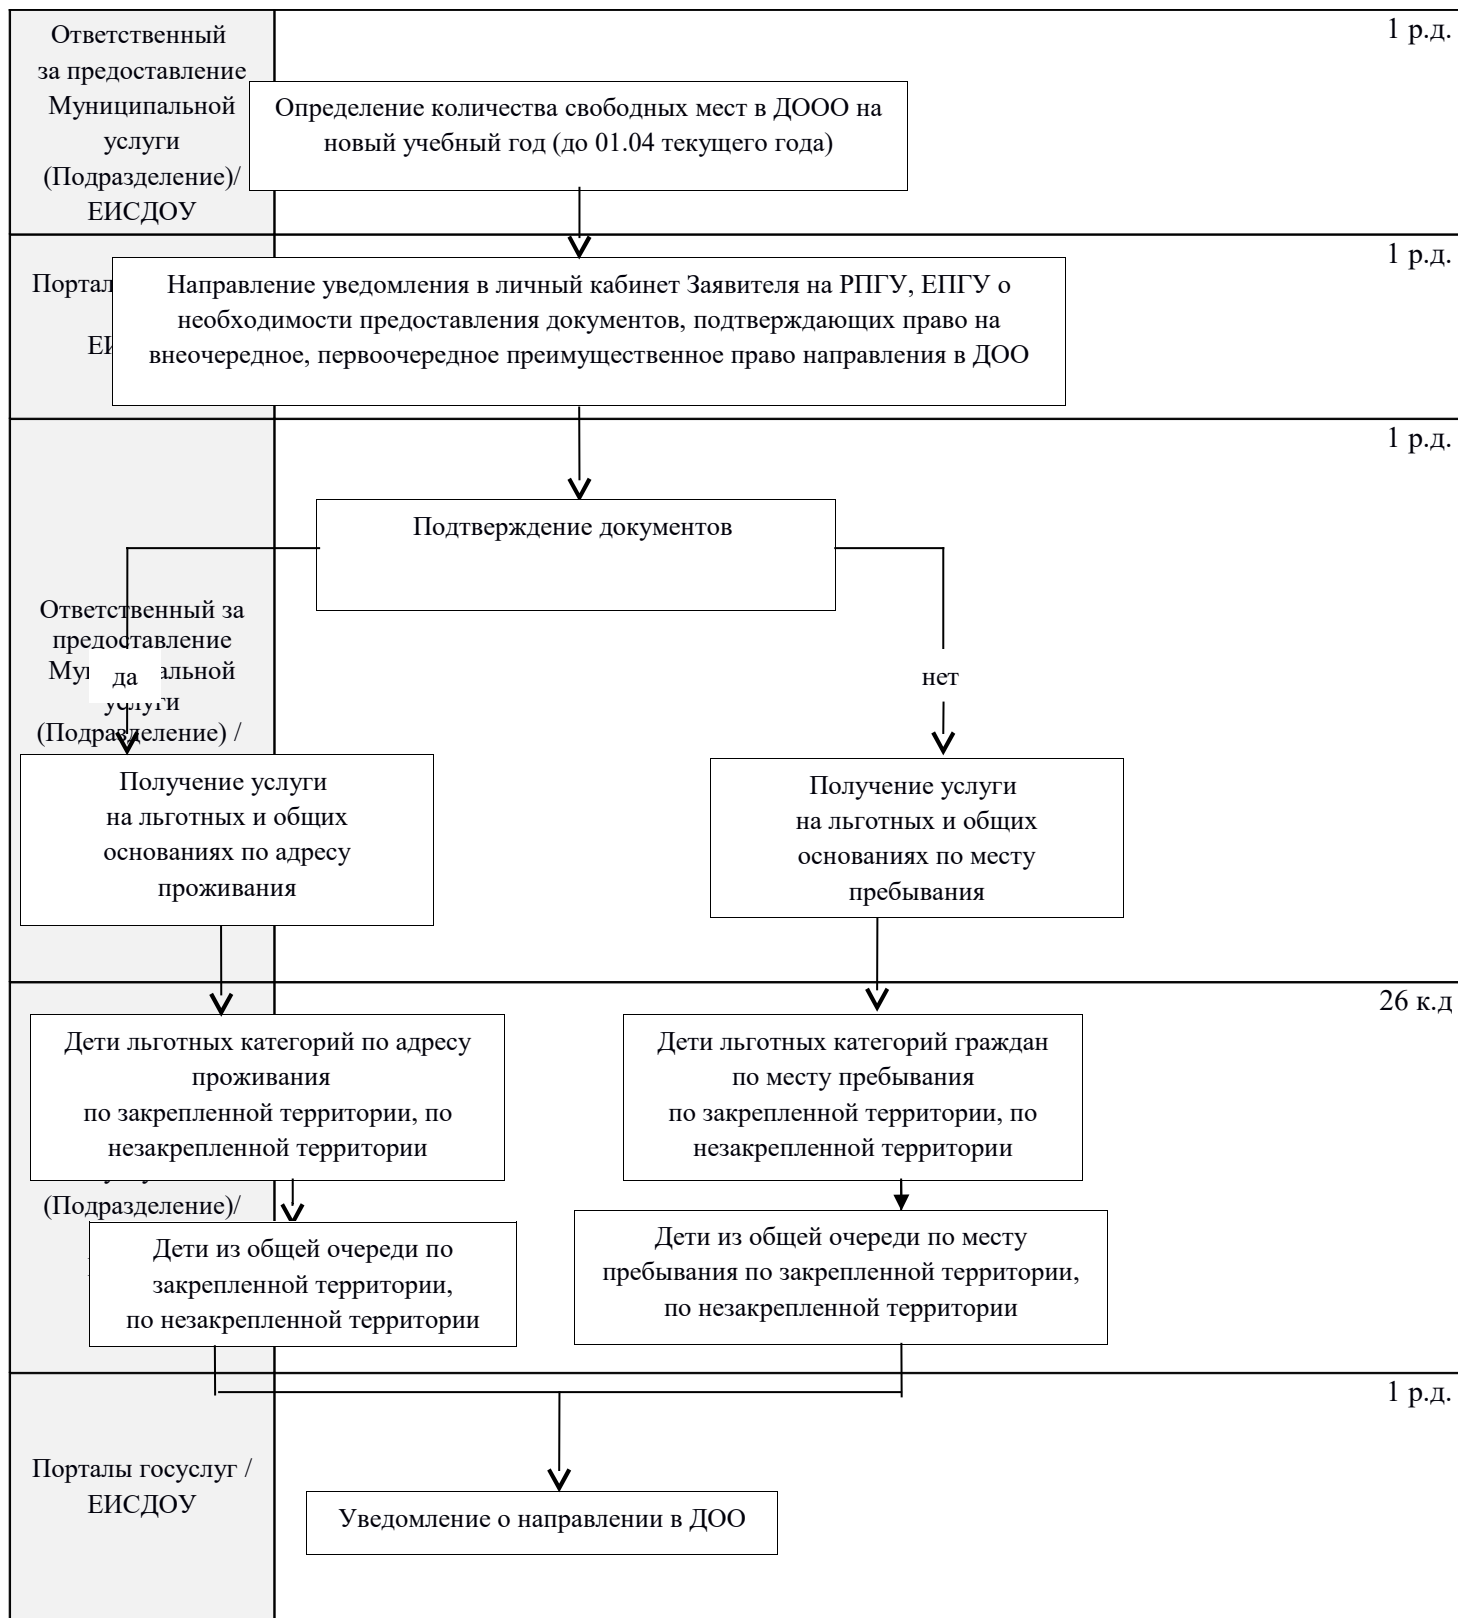 Ответственный
за предоставление
Муниципальной
услуги
(Подразделение)/
ЕИСДОУ
1 р.д.
Определение количества свободных мест в ДООО на
новый учебный год (до 01.04 текущего года)
1 р.д.
Направление уведомления в личный кабинет Заявителя на РПГУ, ЕПГУ о
необходимости предоставления документов, подтверждающих право на
внеочередное, первоочередное преимущественное право направления в ДОО
1 р.д.
Подтверждение документов
Ответственный за
предоставление
услуги
(Подразделение) /
да
нет
Получение услуги
на льготных и общих
основаниях по адресу
проживания
Получение услуги
на льготных и общих
основаниях по месту
пребывания
26 к.д
Дети льготных категорий по адресу
проживания
по закрепленной территории, по
незакрепленной территории
Дети льготных категорий граждан
по месту пребывания
по закрепленной территории, по
незакрепленной территории
(Подразделение)/
Дети из общей очереди по
закрепленной территории,
по незакрепленной территории
Дети из общей очереди по месту
пребывания по закрепленной территории,
по незакрепленной территории
1 р.д.
Порталы госуслуг /
ЕИСДОУ
Уведомление о направлении в ДОО